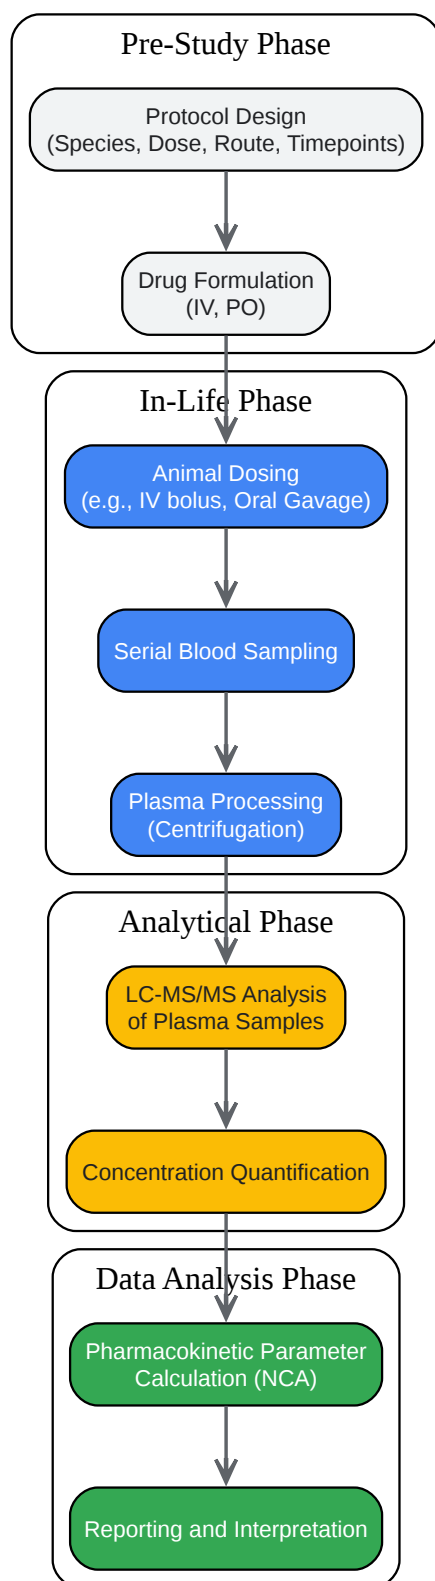 Pre-Study Phase
Protocol Design
(Species, Dose, Route, Timepoints)
Drug Formulation
(IV, PO)
In-Life Phase
Animal Dosing
(e.g., IV bolus, Oral Gavage)
Serial Blood Sampling
Plasma Processing
(Centrifugation)
Analytical Phase
LC-MS/MS Analysis
of Plasma Samples
Concentration Quantification
Data Analysis Phase
Pharmacokinetic Parameter
Calculation (NCA)
Reporting and Interpretation